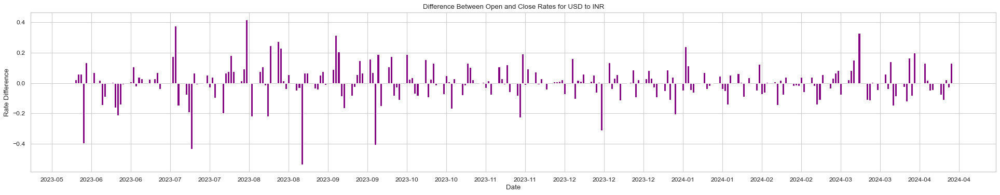 Difference Between Open and Close Rates for USD to INR
Rate Difference
0.4
0.2
0.0
−0.2
−0.4
2023-05 2023-06 2023-06 2023-07 2023-07 2023-08 2023-08 2023-09 2023-09 2023-10 2023-10 2023-11 2023-11 2023-12 2023-12 2023-12 2024-01 2024-01 2024-02 2024-02 2024-03 2024-03 2024-04 2024-04
Date